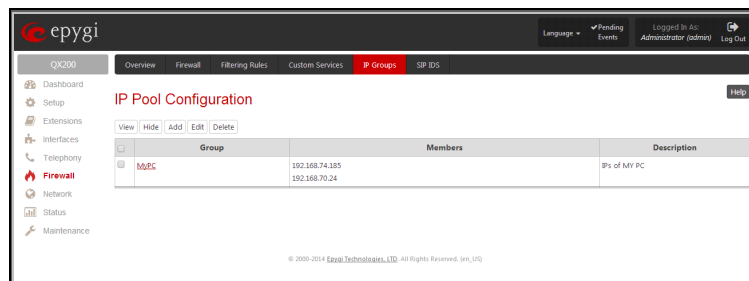 epygi
Language
Pending Events
Logged In As:
Administrator (admin)
Log Out
QX200
Overview Firewall Filtering Rules Custom Services IP Groups SIP IDS
Dashboard
Setup
Extensions
Interfaces
Telephony
Firewall
Network
Status
Maintenance
IP Pool Configuration
Help
View Hide Add Edit Delete
Group Members Description
MyPC 192.168.74.185 IPs of MY PC
192.168.70.24
© 2000-2014 Epygi Technologies, LTD. All Rights Reserved. (en_US)